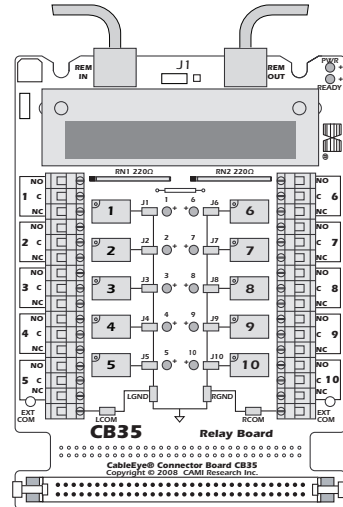 REM IN
J1
REM OUT
PWR
+
+
READY
RN1 220Ω
RN2 220Ω
NO
1 C
NC
NO
2 C
NC
NO
3 C
NC
NO
4 C
NC
NO
5 C
NC
EXT COM
J1 1 6 J6
1 + + 6
J2 2 7 J7
2 + + 7
J3 3 8 J8
3 + + 8
J4 4 9 J9
4 + + 9
J5 5 10 J10
5 + + 10
NO
C 6
NC
NO
C 7
NC
NO
C 8
NC
NO
C 9
NC
NO
C 10
NC
EXT COM
LGND
RGND
LCOM
RCOM
CB35
Relay Board
CableEye® Connector Board CB35
Copyright © 2008 CAMI Research Inc.